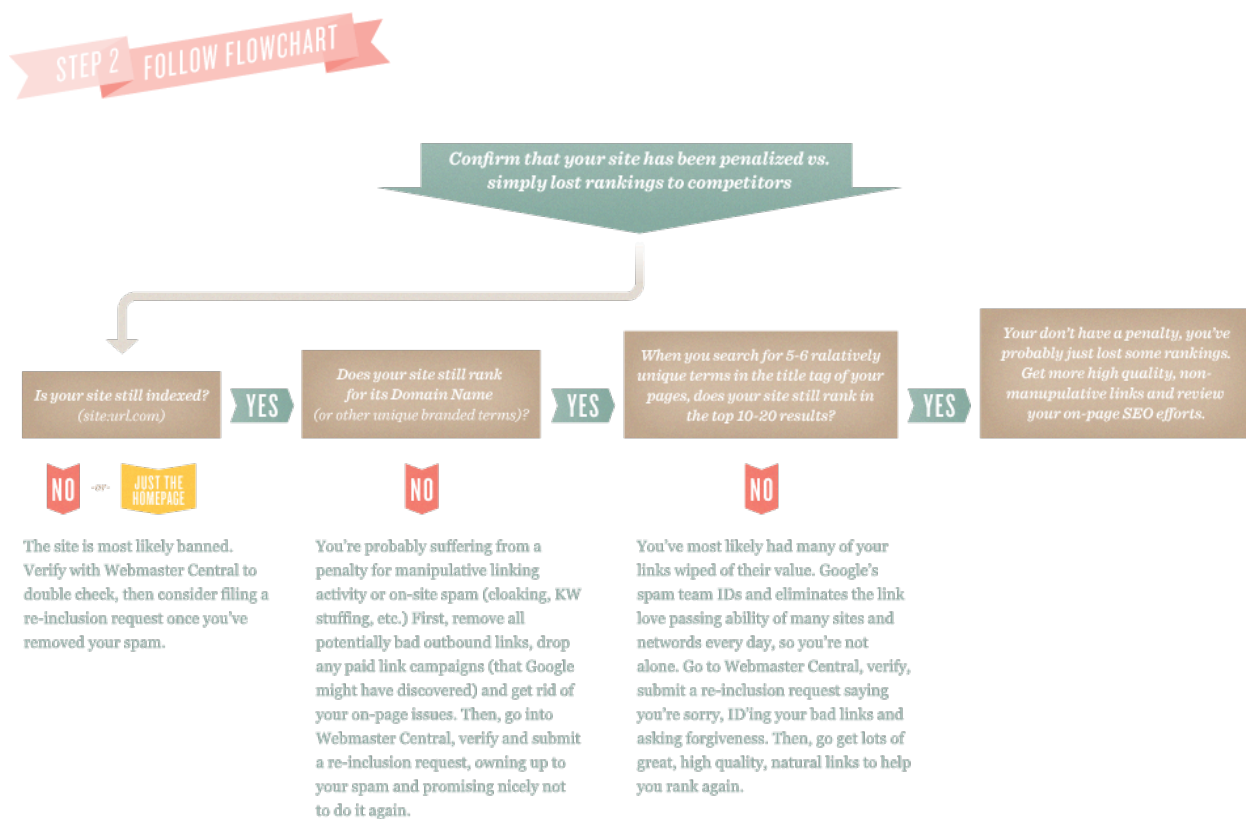 STEP 2 FOLLOW FLOWCHART
Confirm that your site has been penalized vs.
simply lost rankings to competitors
Is your site still indexed?
(site:url.com)
YES
Does your site still rank
for its Domain Name
(or other unique branded terms)?
YES
When you search for 5-6 ralatively
unique terms in the title tag of your
pages, does your site still rank in
the top 10-20 results?
YES
Your don't have a penalty, you've
probably just lost some rankings.
Get more high quality, non-
manupulative links and review
your on-page SEO efforts.
NO -or- JUST THE
HOMEPAGE
The site is most likely banned.
Verify with Webmaster Central to
double check, then consider filing a
re-inclusion request once you've
removed your spam.
NO
You're probably suffering from a
penalty for manipulative linking
activity or on-site spam (cloaking, KW
stuffing, etc.) First, remove all
potentially bad outbound links, drop
any paid link campaigns (that Google
might have discovered) and get rid of
your on-page issues. Then, go into
Webmaster Central, verify and submit
a re-inclusion request, owning up to
your spam and promising nicely not
to do it again.
NO
You've most likely had many of your
links wiped of their value. Google's
spam team IDs and eliminates the link
love passing ability of many sites and
networds every day, so you're not
alone. Go to Webmaster Central, verify,
submit a re-inclusion request saying
you're sorry, ID'ing your bad links and
asking forgiveness. Then, go get lots of
great, high quality, natural links to help
you rank again.